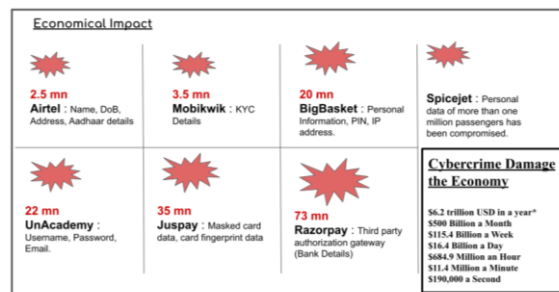 Economical Impact
2.5 mn
Airtel : Name, DoB,
Address, Aadhaar details
3.5 mn
Mobikwik : KYC
Details
20 mn
BigBasket : Personal
Information, PIN, IP
address.
Spicejet : Personal
data of more than one
million passengers has
been compromised.
22 mn
UnAcademy :
Username, Password,
Email.
35 mn
Juspay : Masked card
data, card fingerprint data
73 mn
Razorpay : Third party
authorization gateway
(Bank Details)
Cybercrime Damage
the Economy
$6.2 trillion USD in a year*
$500 Billion a Month
$115.4 Billion a Week
$16.4 Billion a Day
$684.9 Million an Hour
$11.4 Million a Minute
$190,000 a Second